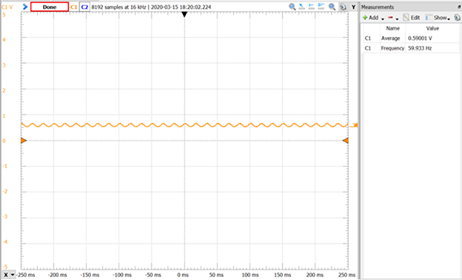 C1 V Done C1 C2 8192 samples at 16 kHz | 2020-03-15 18:20:02.224 Y
5
4
3
2
1
0
-1
-2
-3
-4
-5
X -250 ms -200 ms -150 ms -100 ms -50 ms 0 ms 50 ms 100 ms 150 ms 200 ms 250 ms
Measurements
Add Edit Show
Name Value
C1 Average 0.59001 V
C1 Frequency 59.933 Hz